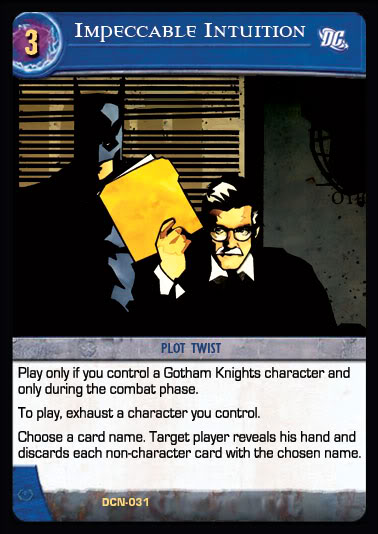 3
IMPECCABLE INTUITION
DC
PLOT TWIST
Play only if you control a Gotham Knights character and
only during the combat phase.
To play, exhaust a character you control.
Choose a card name. Target player reveals his hand and
discards each non-character card with the chosen name.
DCN-031